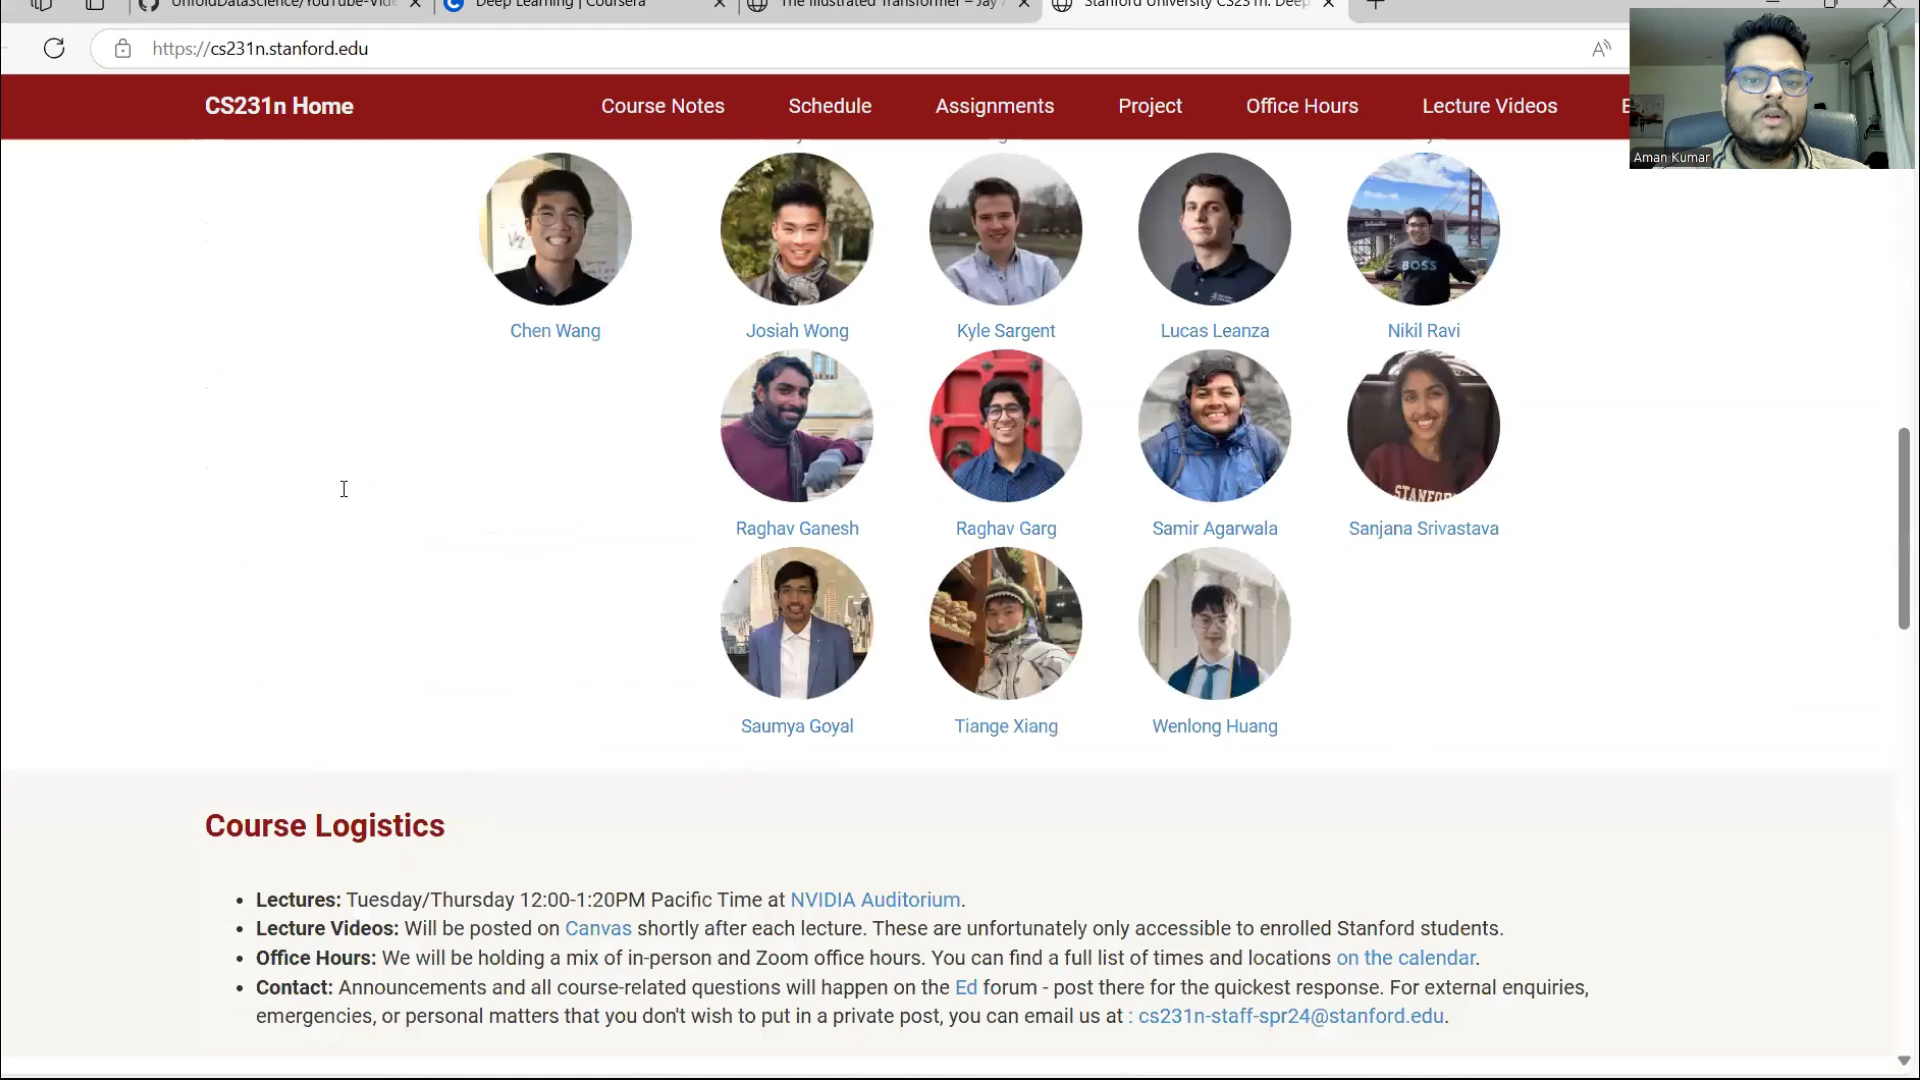 UnfoldDataScience/YouTube-Vide
Deep Learning | Coursera
The Illustrated Transformer – Jay
Stanford University CS231n: Deep
https://cs231n.stanford.edu
Aman Kumar
CS231n Home Course Notes Schedule Assignments Project Office Hours Lecture Videos
BOSS
Chen Wang Josiah Wong Kyle Sargent Lucas Leanza Nikil Ravi
STANFORD
Raghav Ganesh Raghav Garg Samir Agarwala Sanjana Srivastava
Saumya Goyal Tiange Xiang Wenlong Huang
Course Logistics
• Lectures: Tuesday/Thursday 12:00-1:20PM Pacific Time at NVIDIA Auditorium.
• Lecture Videos: Will be posted on Canvas shortly after each lecture. These are unfortunately only accessible to enrolled Stanford students.
• Office Hours: We will be holding a mix of in-person and Zoom office hours. You can find a full list of times and locations on the calendar.
• Contact: Announcements and all course-related questions will happen on the Ed forum - post there for the quickest response. For external enquiries,
emergencies, or personal matters that you don't wish to put in a private post, you can email us at : cs231n-staff-spr24@stanford.edu.